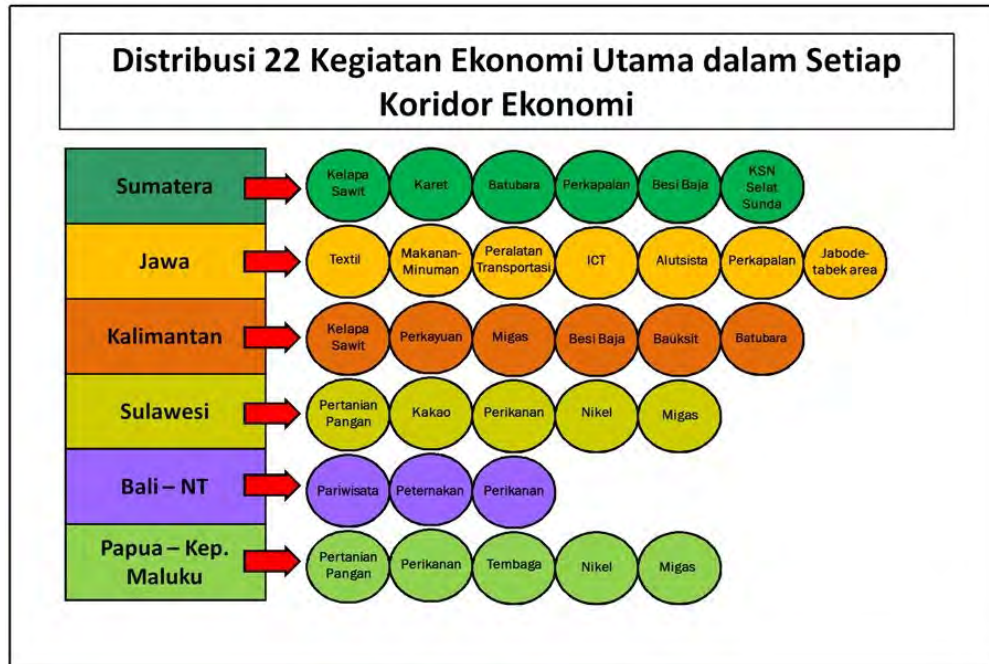 Distribusi 22 Kegiatan Ekonomi Utama dalam Setiap
Koridor Ekonomi
Sumatera
Kelapa
Sawit
Karet
Batubara
Perkapalan
Besi Baja
KSN
Selat
Sunda
Jawa
Textil
Makanan-
Minuman
Peralatan
Transportasi
ICT
Alutsista
Perkapalan
Jabode-
tabek area
Kalimantan
Kelapa
Sawit
Perkayuan
Migas
Besi Baja
Bauksit
Batubara
Sulawesi
Pertanian
Pangan
Kakao
Perikanan
Nikel
Migas
Bali – NT
Pariwisata
Peternakan
Perikanan
Papua – Kep.
Maluku
Pertanian
Pangan
Perikanan
Tembaga
Nikel
Migas